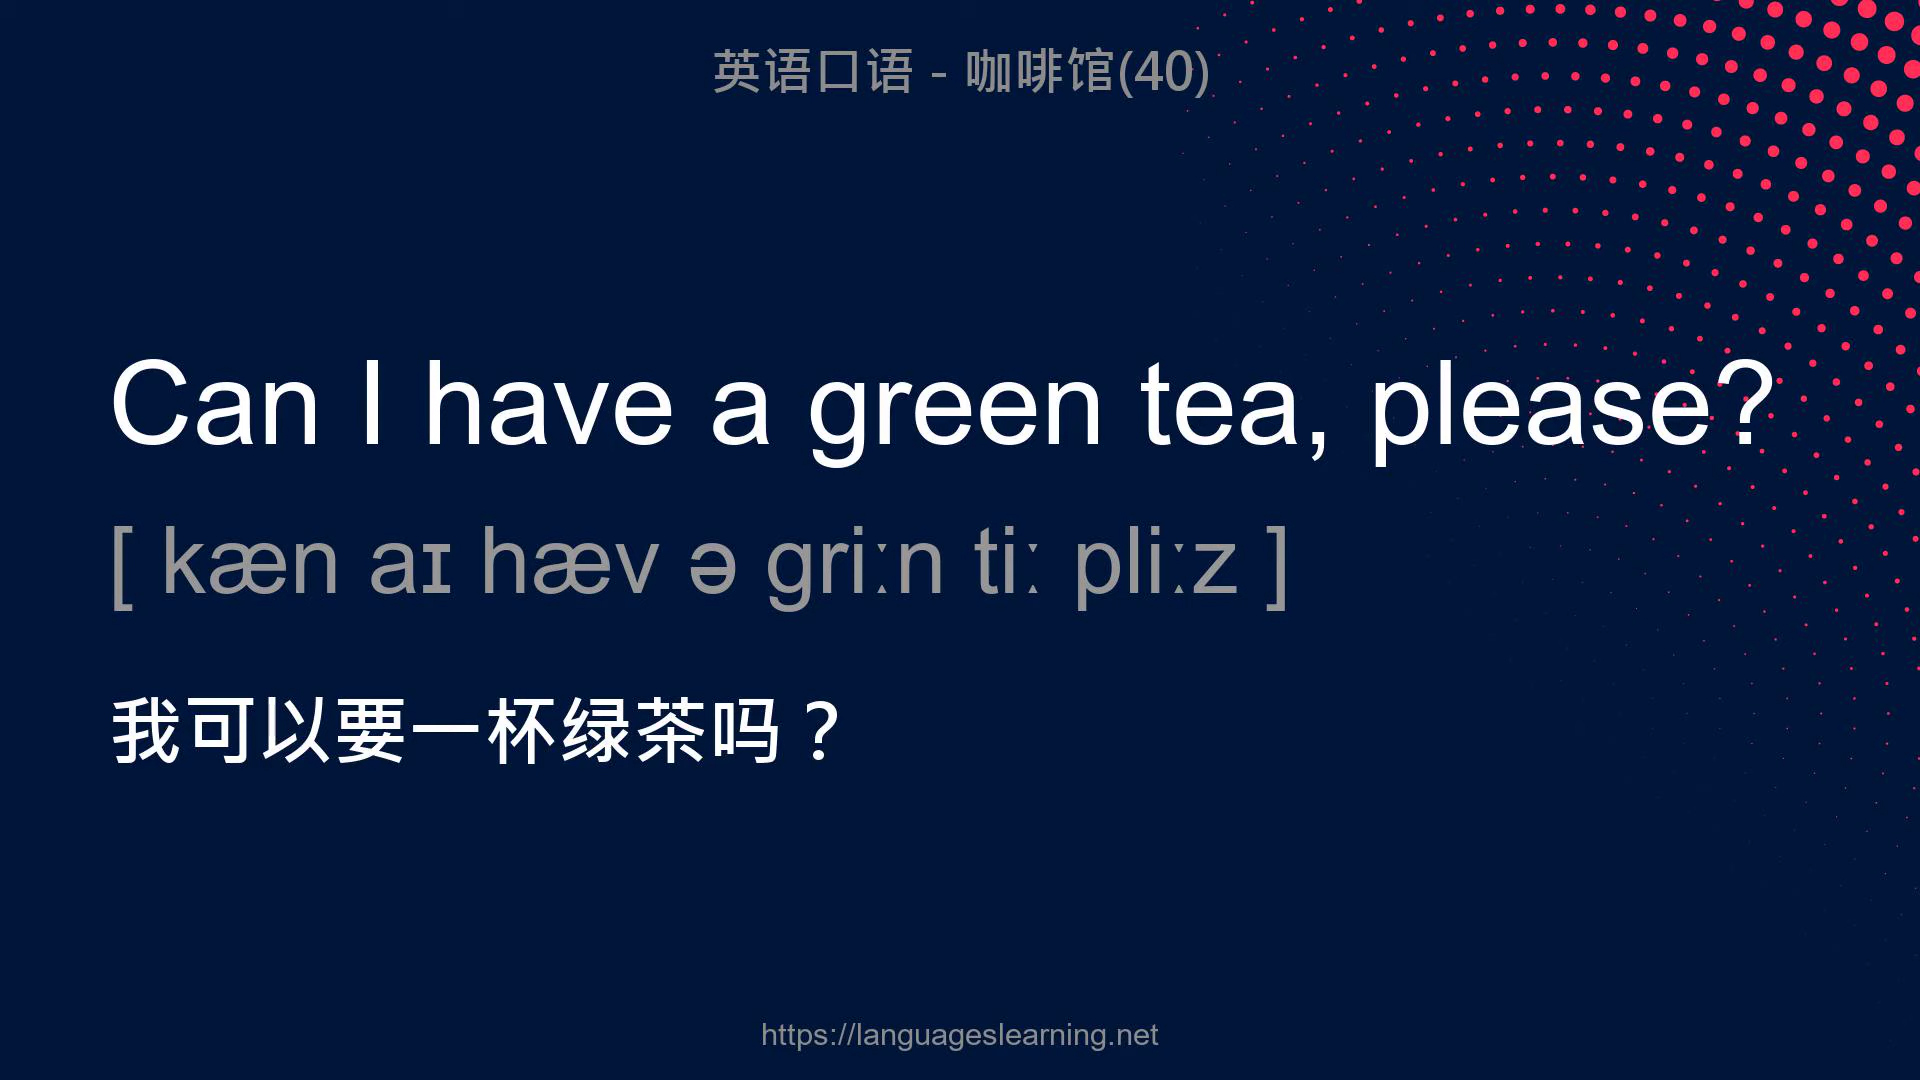 英语口语 - 咖啡馆(40)
Can I have a green tea, please?
[ kæn aɪ hæv ə griːn tiː pliːz ]
我可以要一杯绿茶吗？
https://languageslearning.net